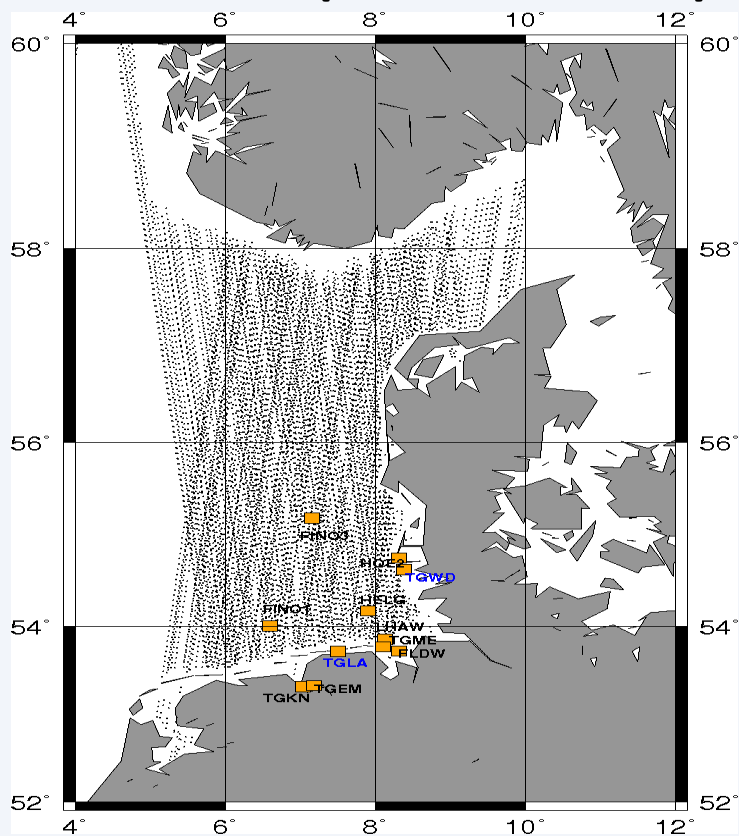 4° 6° 8° 10° 12°
60° 60°
58° 58°
56° 56°
FINO3
HOE2
TGWD
HELG
FINO1
54° 54°
LHAW
TGME
FLDW
TGLA
TGEM
TGKN
52° 52°
4° 6° 8° 10° 12°